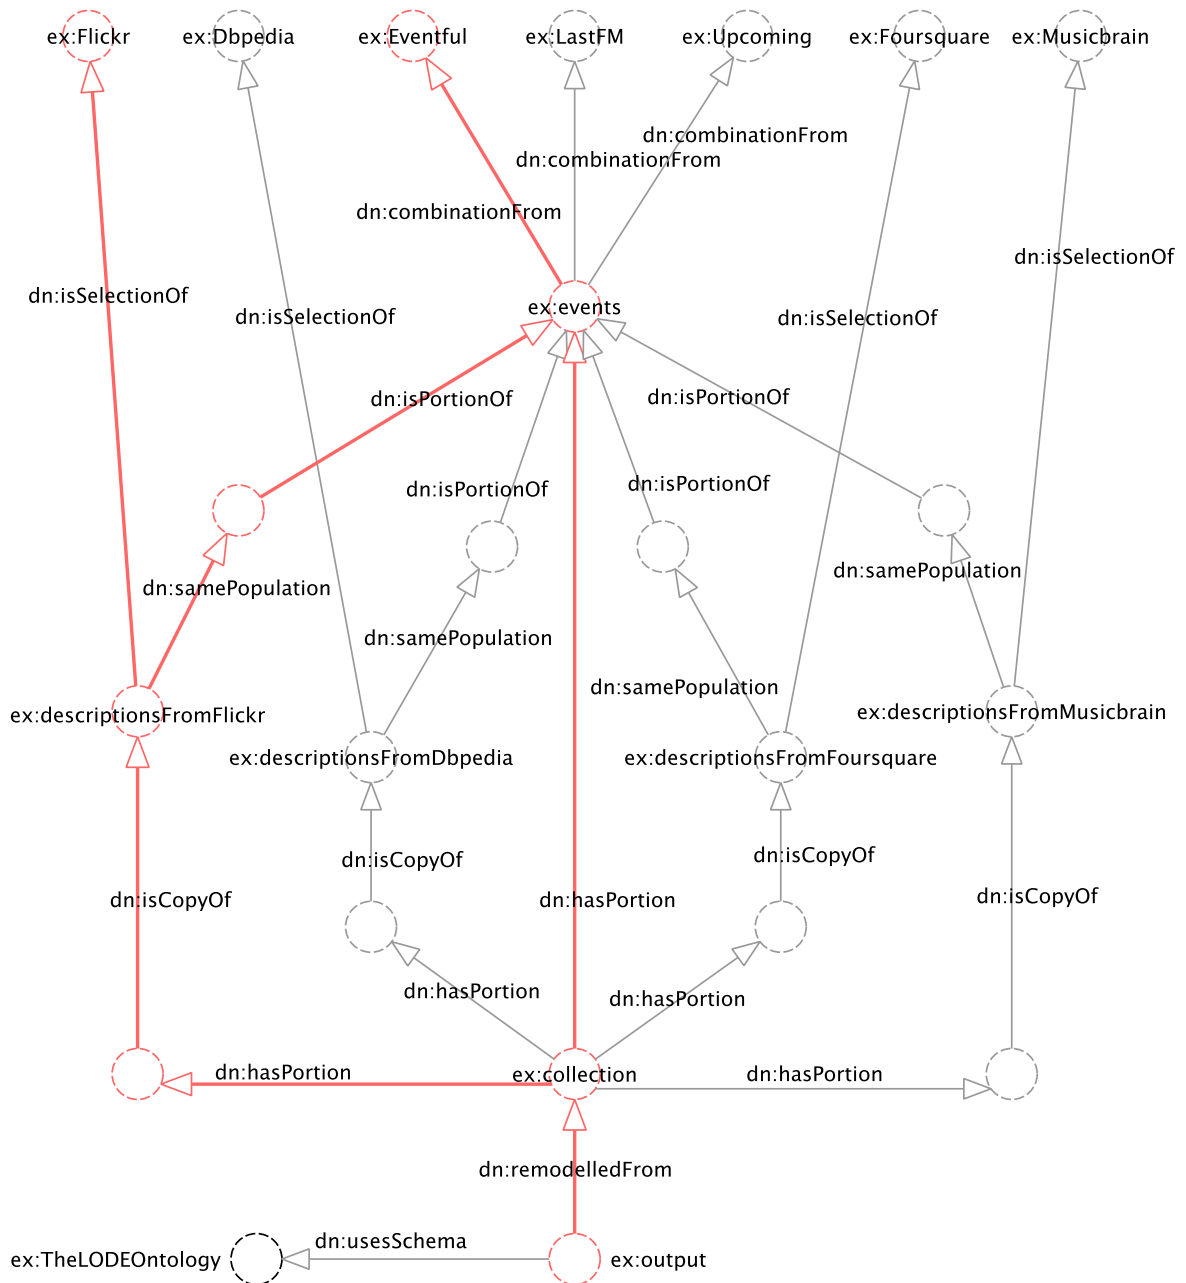 ex:Flickr
ex:Dbpedia
ex:Eventful
ex:LastFM
ex:Upcoming
ex:Foursquare
ex:Musicbrain
dn:combinationFrom
dn:combinationFrom
dn:combinationFrom
dn:isSelectionOf
dn:isSelectionOf
dn:isSelectionOf
dn:isSelectionOf
ex:events
dn:isPortionOf
dn:isPortionOf
dn:isPortionOf
dn:isPortionOf
dn:samePopulation
dn:samePopulation
dn:samePopulation
dn:samePopulation
ex:descriptionsFromFlickr
ex:descriptionsFromMusicbrain
ex:descriptionsFromDbpedia
ex:descriptionsFromFoursquare
dn:isCopyOf
dn:isCopyOf
dn:isCopyOf
dn:isCopyOf
dn:hasPortion
dn:hasPortion
dn:hasPortion
dn:hasPortion
ex:collection
dn:hasPortion
dn:remodelledFrom
dn:usesSchema
ex:TheLODEOntology
ex:output